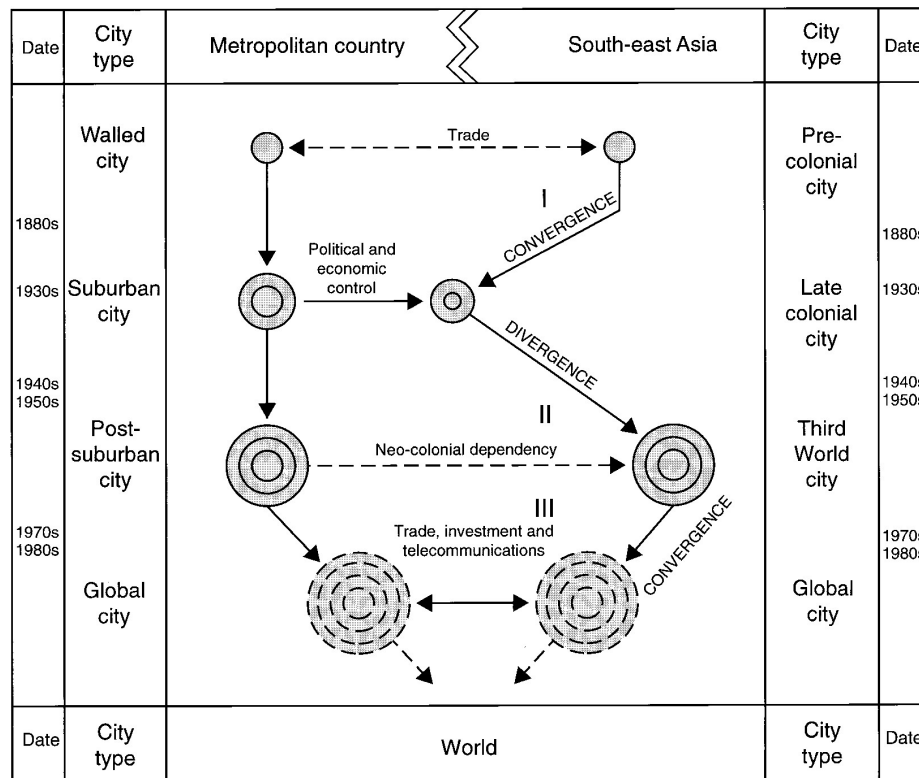 Date
City
type
Metropolitan country
South-east Asia
City
type
Date
Walled
city
Trade
Pre-
colonial
city
I
CONVERGENCE
1880s
1880s
Political and
economic
control
1930s
Suburban
city
Late
colonial
city
1930s
DIVERGENCE
1940s
1950s
1940s
1950s
II
Post-
suburban
city
Neo-colonial dependency
Third
World
city
III
Trade, investment and
telecommunications
CONVERGENCE
1970s
1980s
1970s
1980s
Global
city
Global
city
Date
City
type
World
City
type
Date